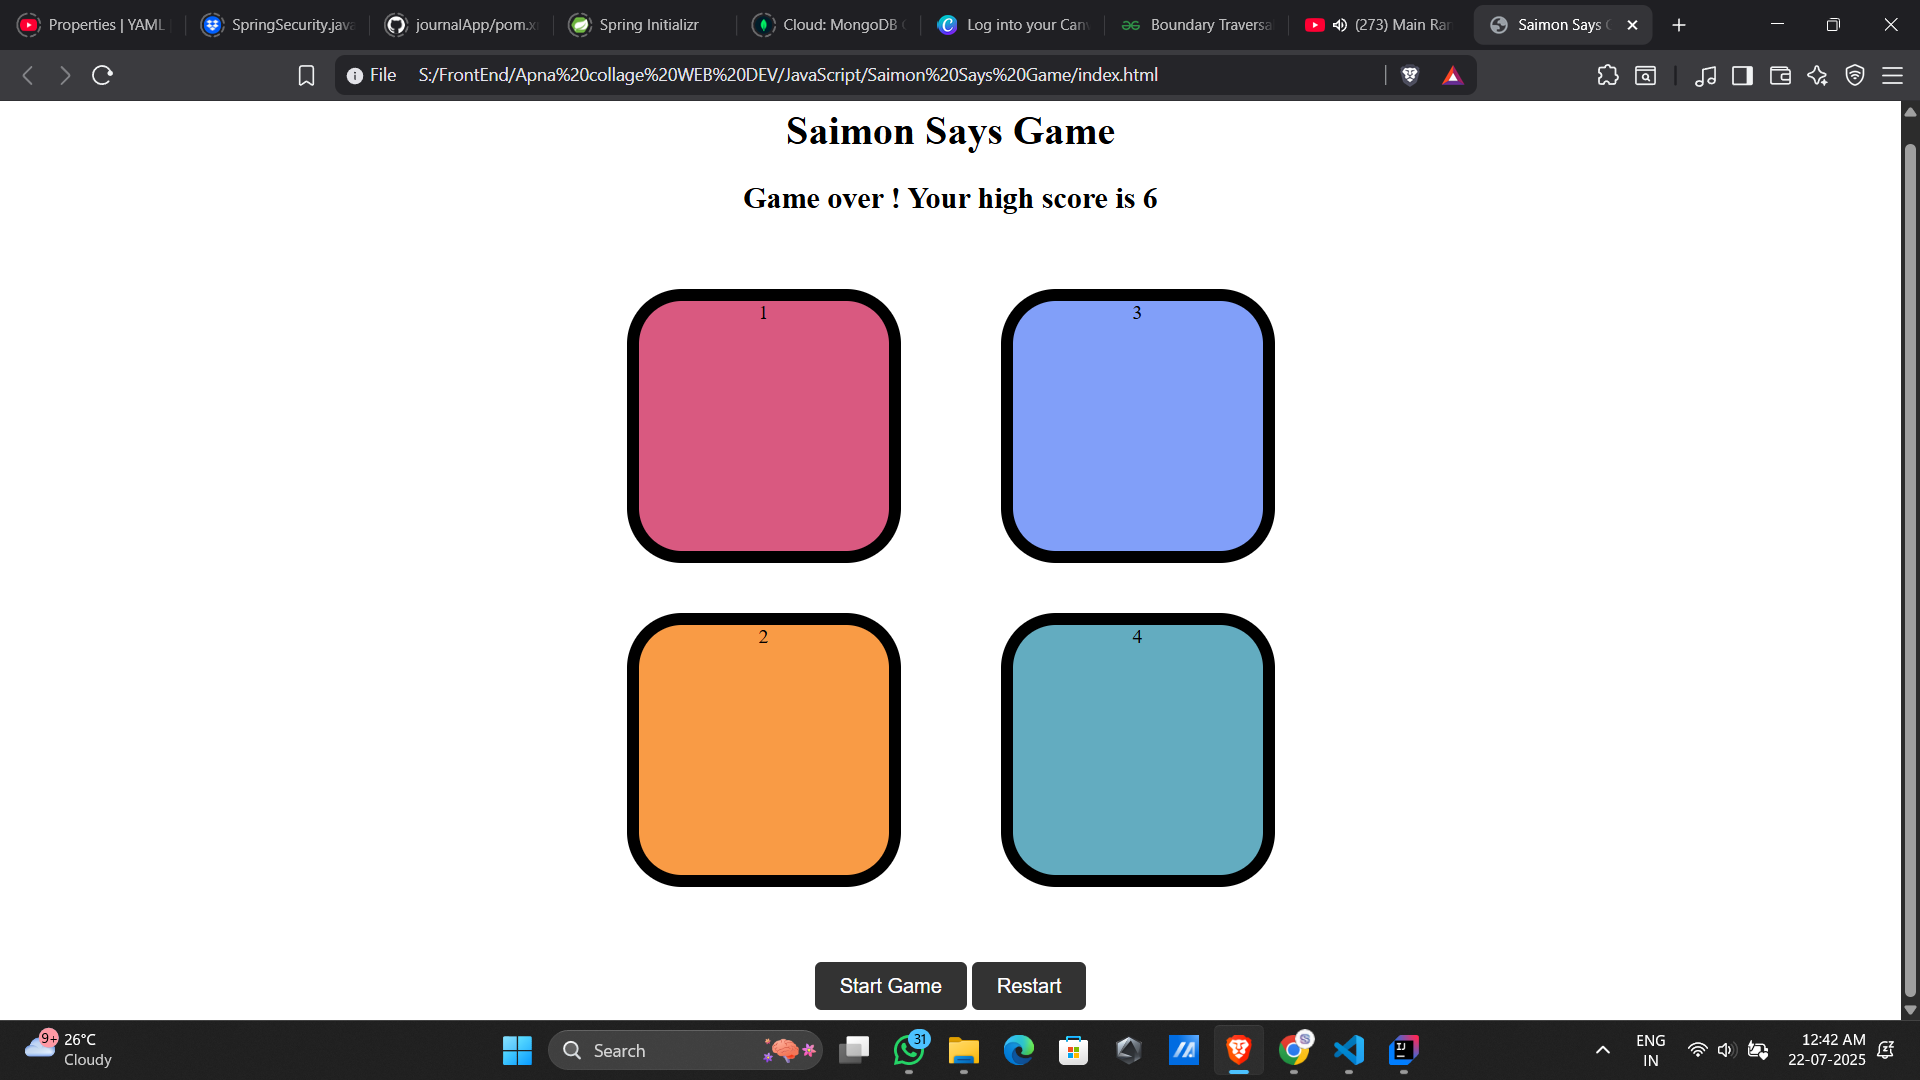 Properties | YAML
SpringSecurity.java
journalApp/pom.x
Spring Initializr
Cloud: MongoDB
Log into your Can
Boundary Traversa
(273) Main Ra
Saimon Says
File S:/FrontEnd/Apna%20collage%20WEB%20DEV/JavaScript/Saimon%20Says%20Game/index.html
Saimon Says Game
Game over ! Your high score is 6
1
3
2
4
Start Game
Restart
9+
26°C
Cloudy
Search
31
S
IJ
ENG
IN
12:42 AM
22-07-2025